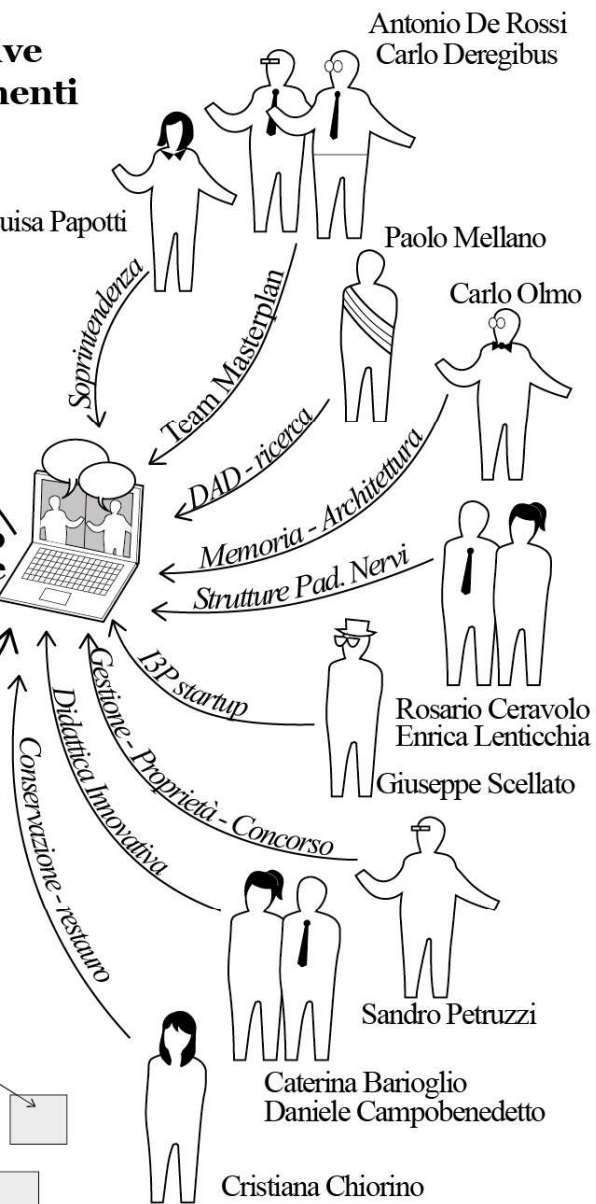 Antonio De Rossi
Carlo Deregibus
Papotti
Paolo Mellano
Carlo Olmo
Soprintendenza
Team Masterplan
DAD - ricerca
Memoria - Architettura
Strutture Pad. Nervi
I3P startup
Rosario Ceravolo
Enrica Lenticchia
Giuseppe Scellato
Gestione - Proprietà - Concorso
Didattica Innovativa
Conservazione - restauro
Sandro Petruzzi
Caterina Barioglio
Daniele Campobenedetto
Cristiana Chiorino